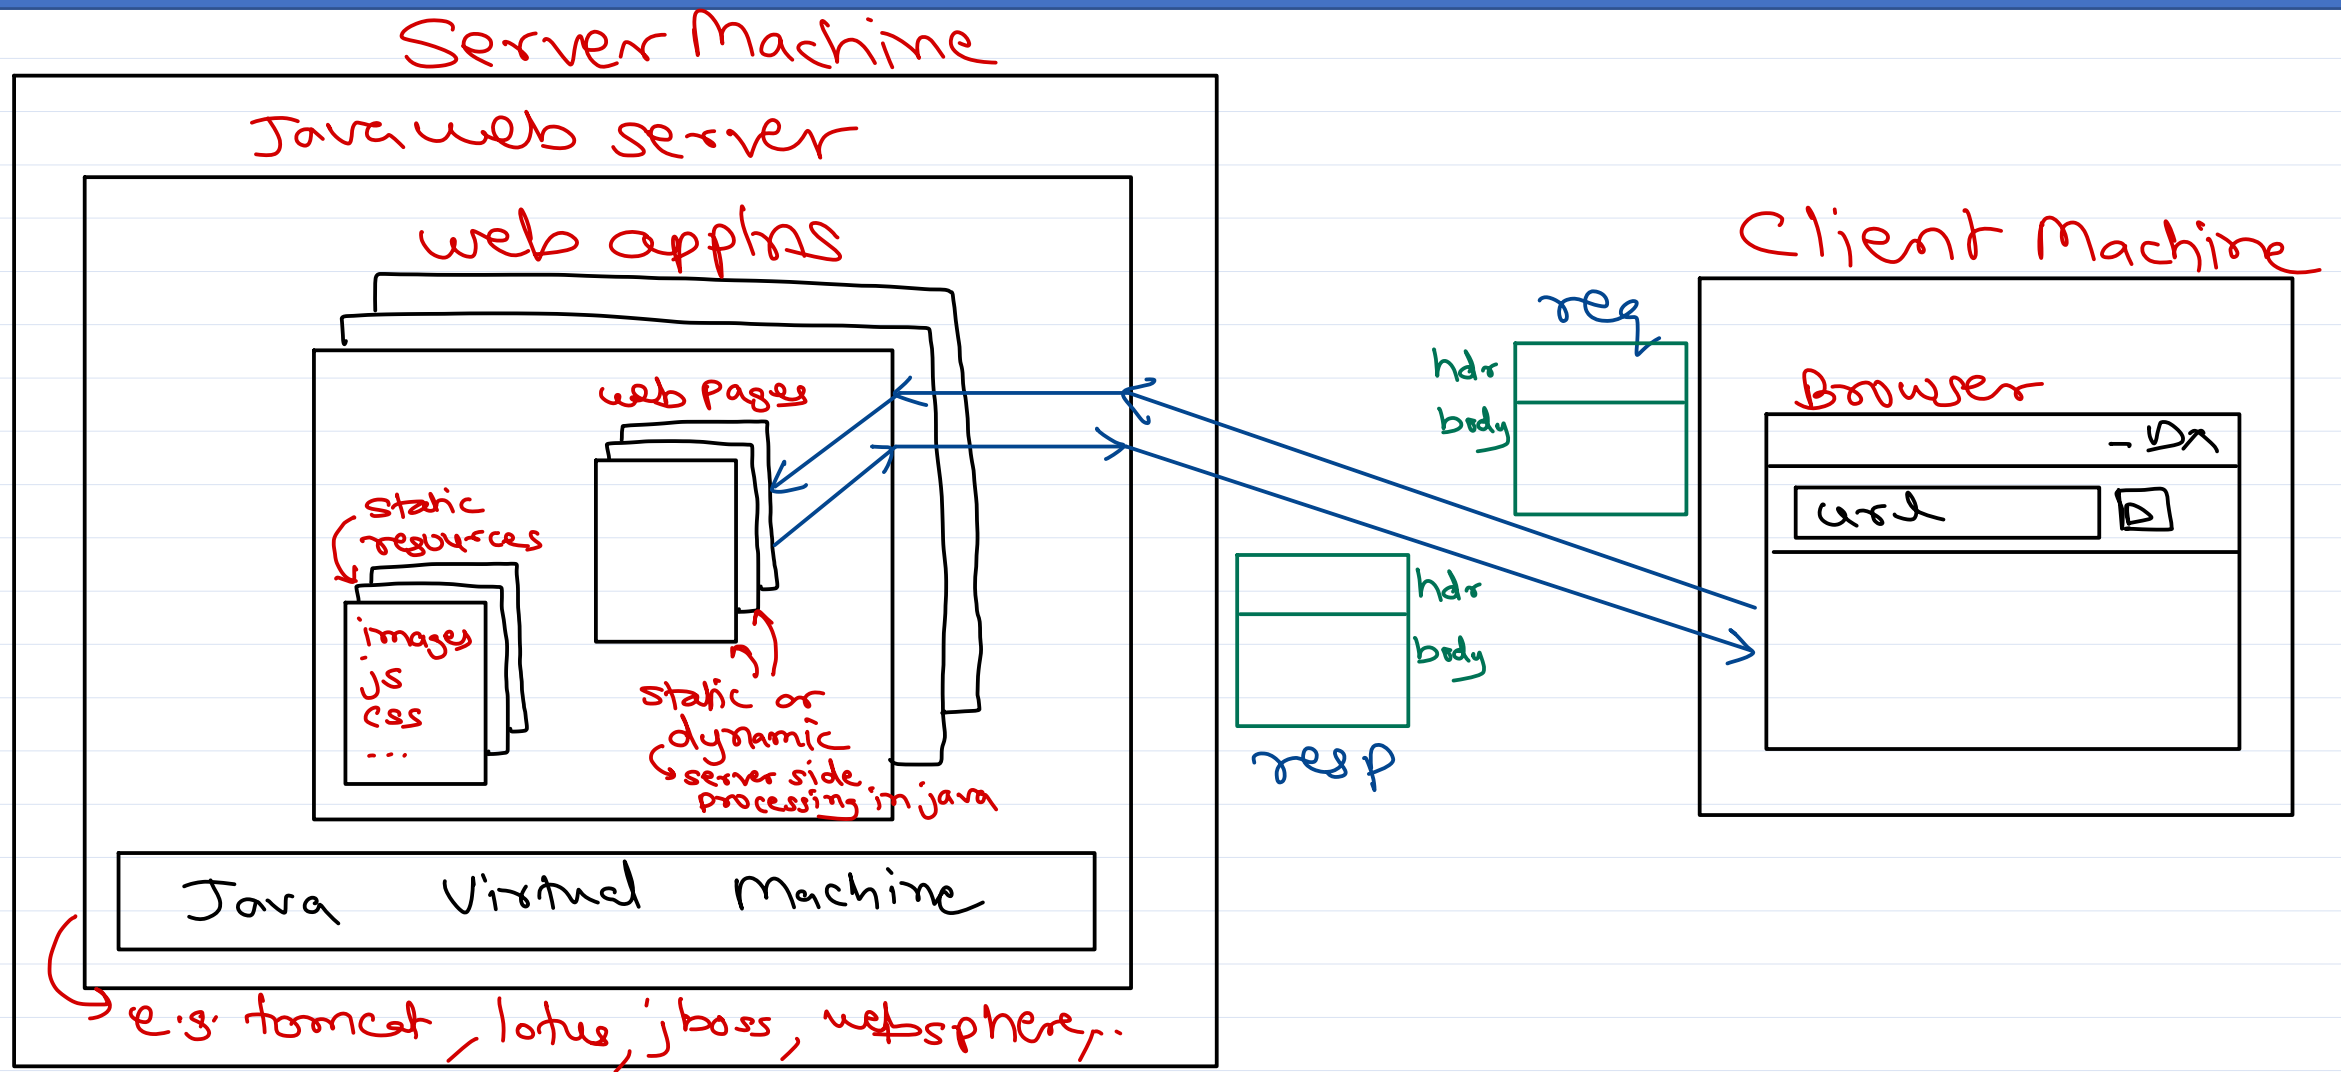 Server Machine
Java web server
web applns
web pages
static
resources
images
js
css
...
static or
dynamic
server side
processing in java
Java Virtual Machine
e.g. tomcat, lotus, jboss, websphere,..
req
hdr
body
hdr
body
resp
Client Machine
Browser
url